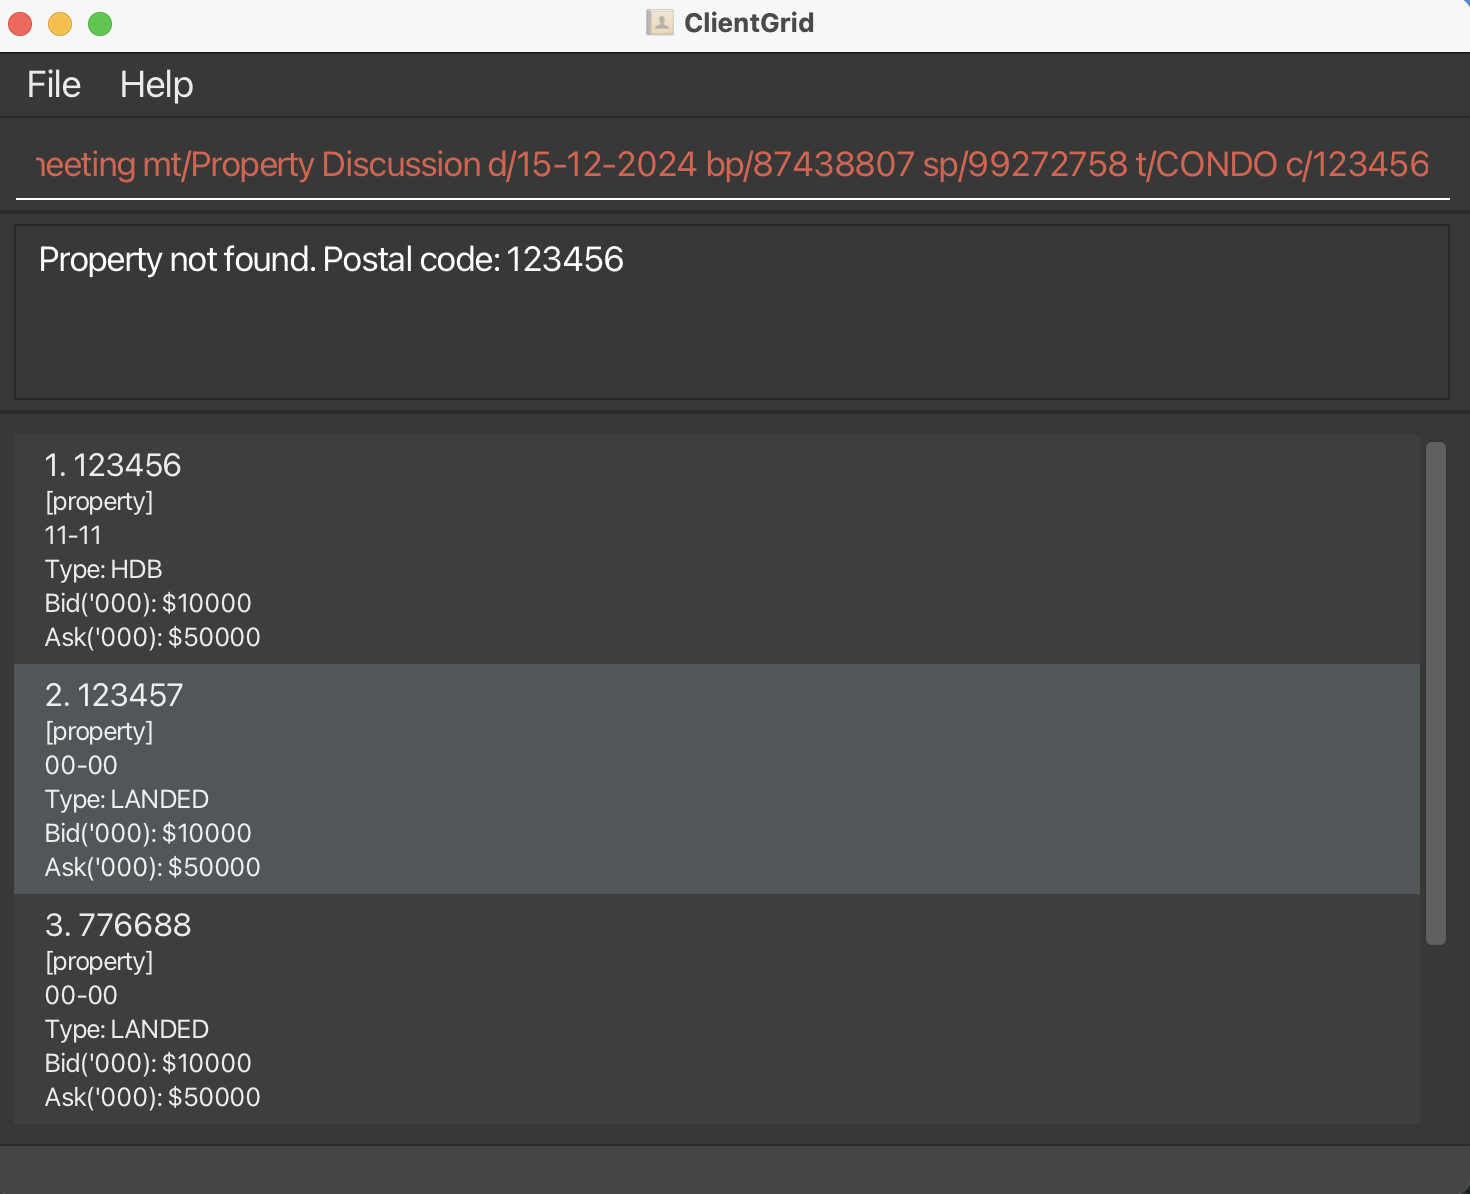 ClientGrid
File Help
meeting mt/Property Discussion d/15-12-2024 bp/87438807 sp/99272758 t/CONDO c/123456
Property not found. Postal code: 123456
1. 123456
[property]
11-11
Type: HDB
Bid('000): $10000
Ask('000): $50000
2. 123457
[property]
00-00
Type: LANDED
Bid('000): $10000
Ask('000): $50000
3. 776688
[property]
00-00
Type: LANDED
Bid('000): $10000
Ask('000): $50000